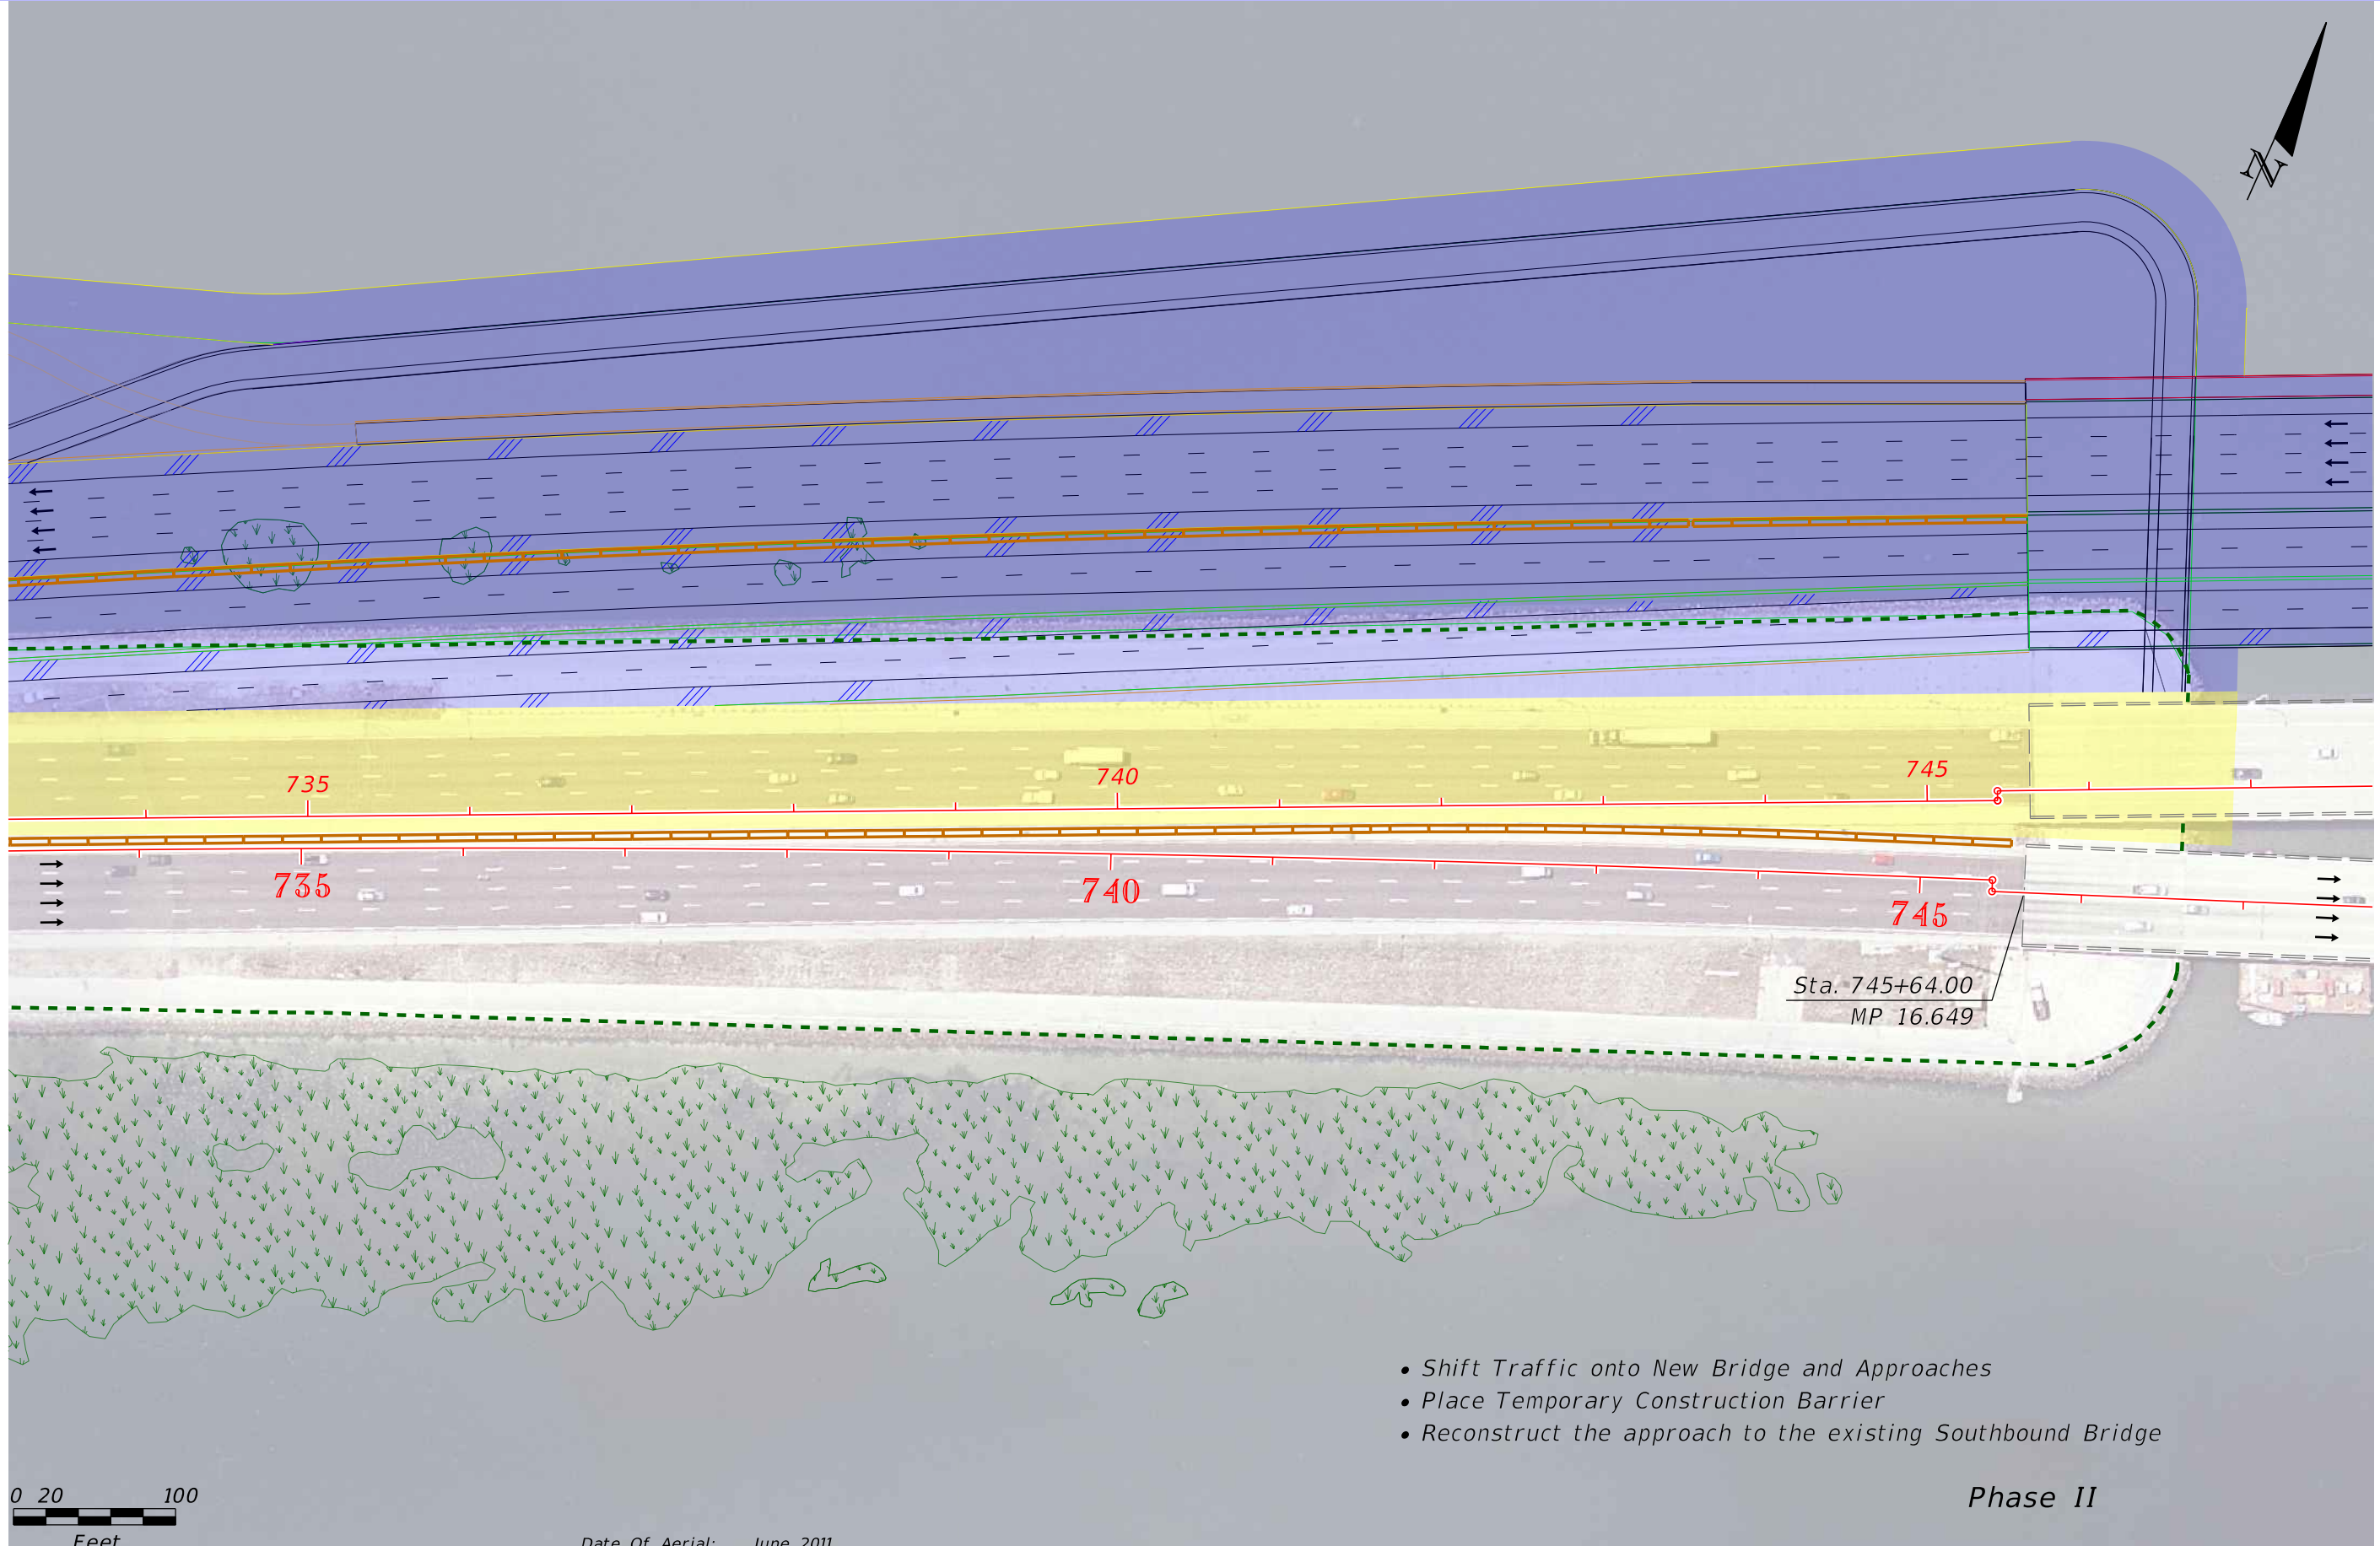 N
735
740
745
735
740
745
Sta. 745+64.00
MP 16.649
• Shift Traffic onto New Bridge and Approaches
• Place Temporary Construction Barrier
• Reconstruct the approach to the existing Southbound Bridge
Phase II
0 20 100
Feet
Date Of Aerial: June 2011